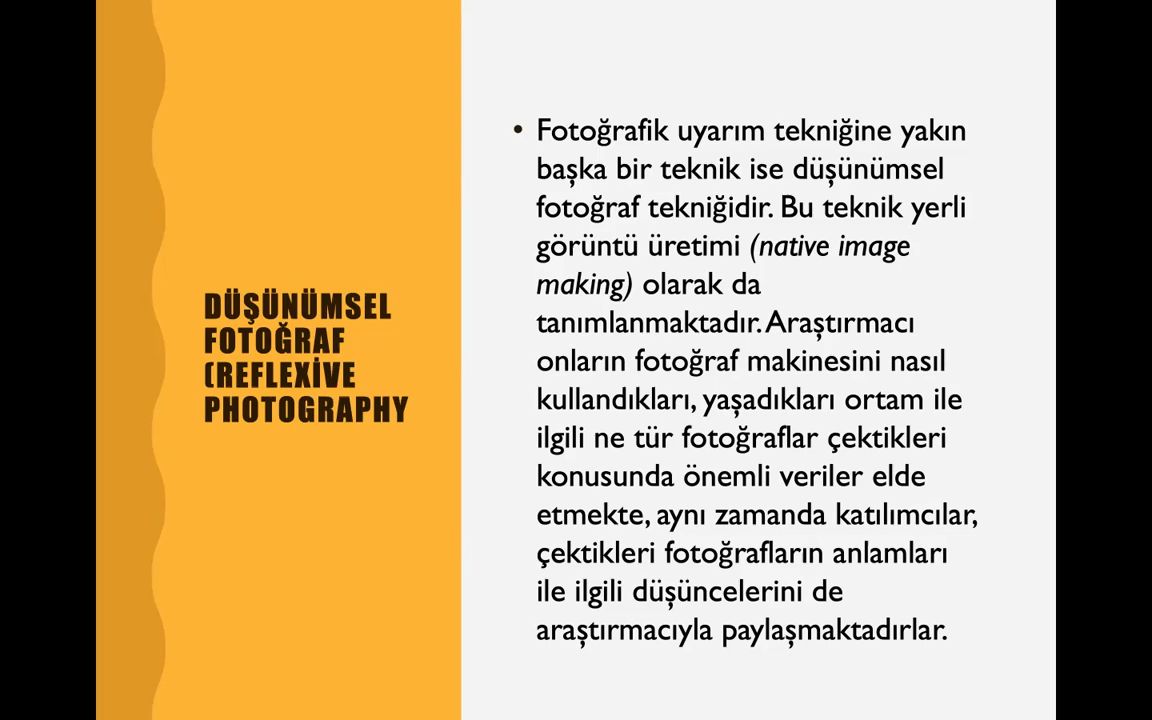 DÜŞÜNÜMSEL
FOTOĞRAF
(REFLEXİVE
PHOTOGRAPHY
• Fotoğrafik uyarım tekniğine yakın
başka bir teknik ise düşünümsel
fotoğraf tekniğidir. Bu teknik yerli
görüntü üretimi (native image
making) olarak da
tanımlanmaktadır. Araştırmacı
onların fotoğraf makinesini nasıl
kullandıkları, yaşadıkları ortam ile
ilgili ne tür fotoğraflar çektikleri
konusunda önemli veriler elde
etmekte, aynı zamanda katılımcılar,
çektikleri fotoğrafların anlamları
ile ilgili düşüncelerini de
araştırmacıyla paylaşmaktadırlar.